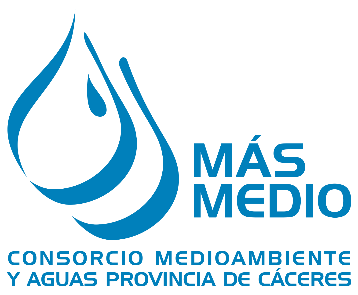 MÁS
MEDIO
CONSORCIO MEDIOAMBIENTE
Y AGUAS PROVINCIA DE CÁCERES